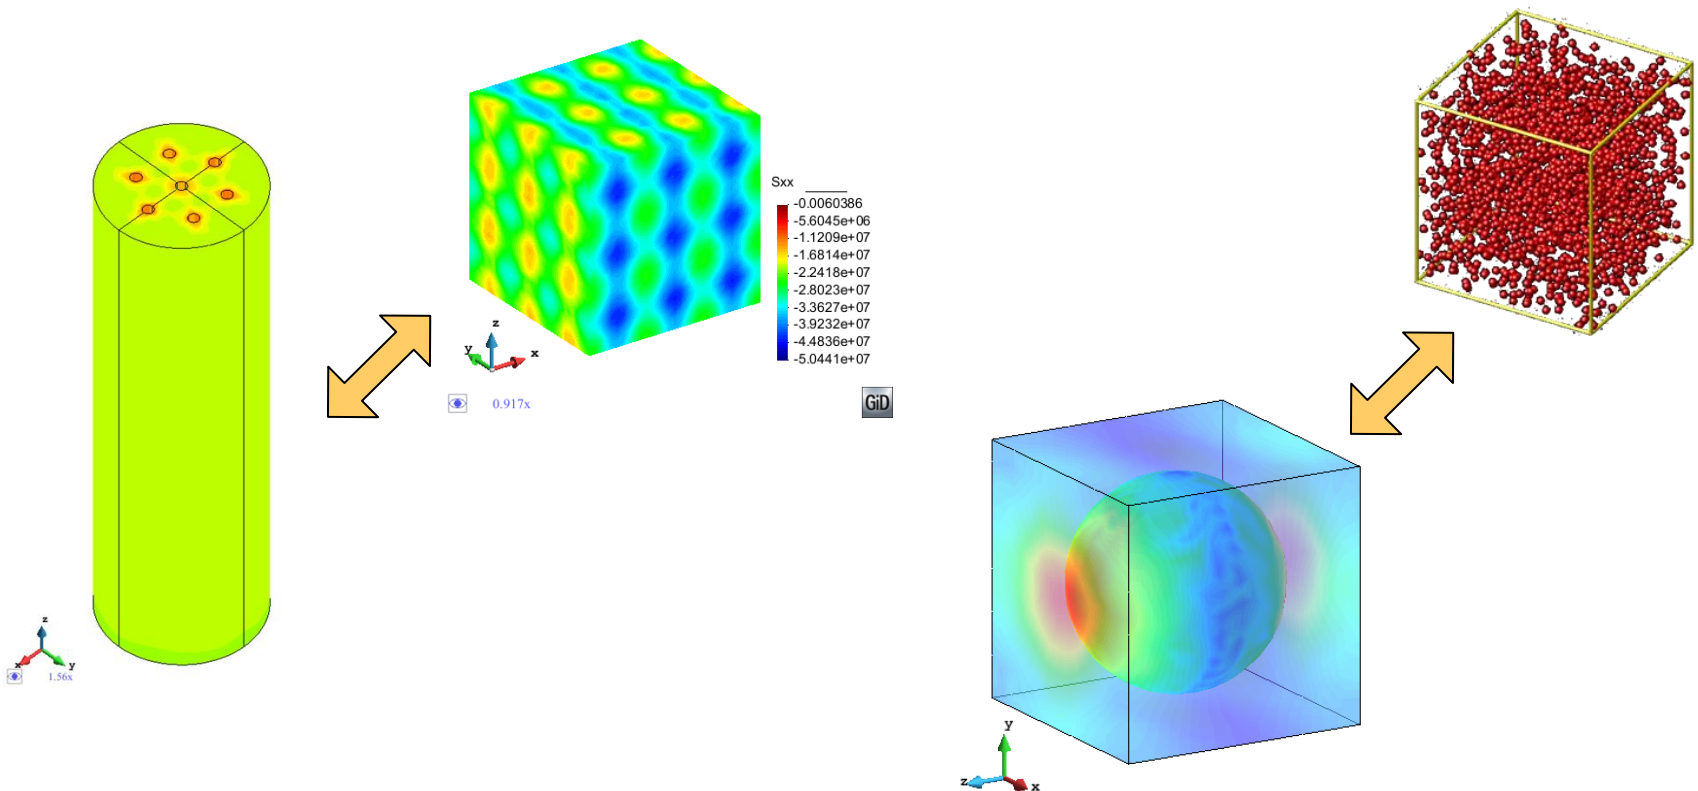 Sxx
-0.0060386
-5.6045e+06
-1.1209e+07
-1.6814e+07
-2.2418e+07
-2.8023e+07
-3.3627e+07
-3.9232e+07
-4.4836e+07
-5.0441e+07
z
y
x
0.917x
GiD
z
x
y
1.56x
y
z
x